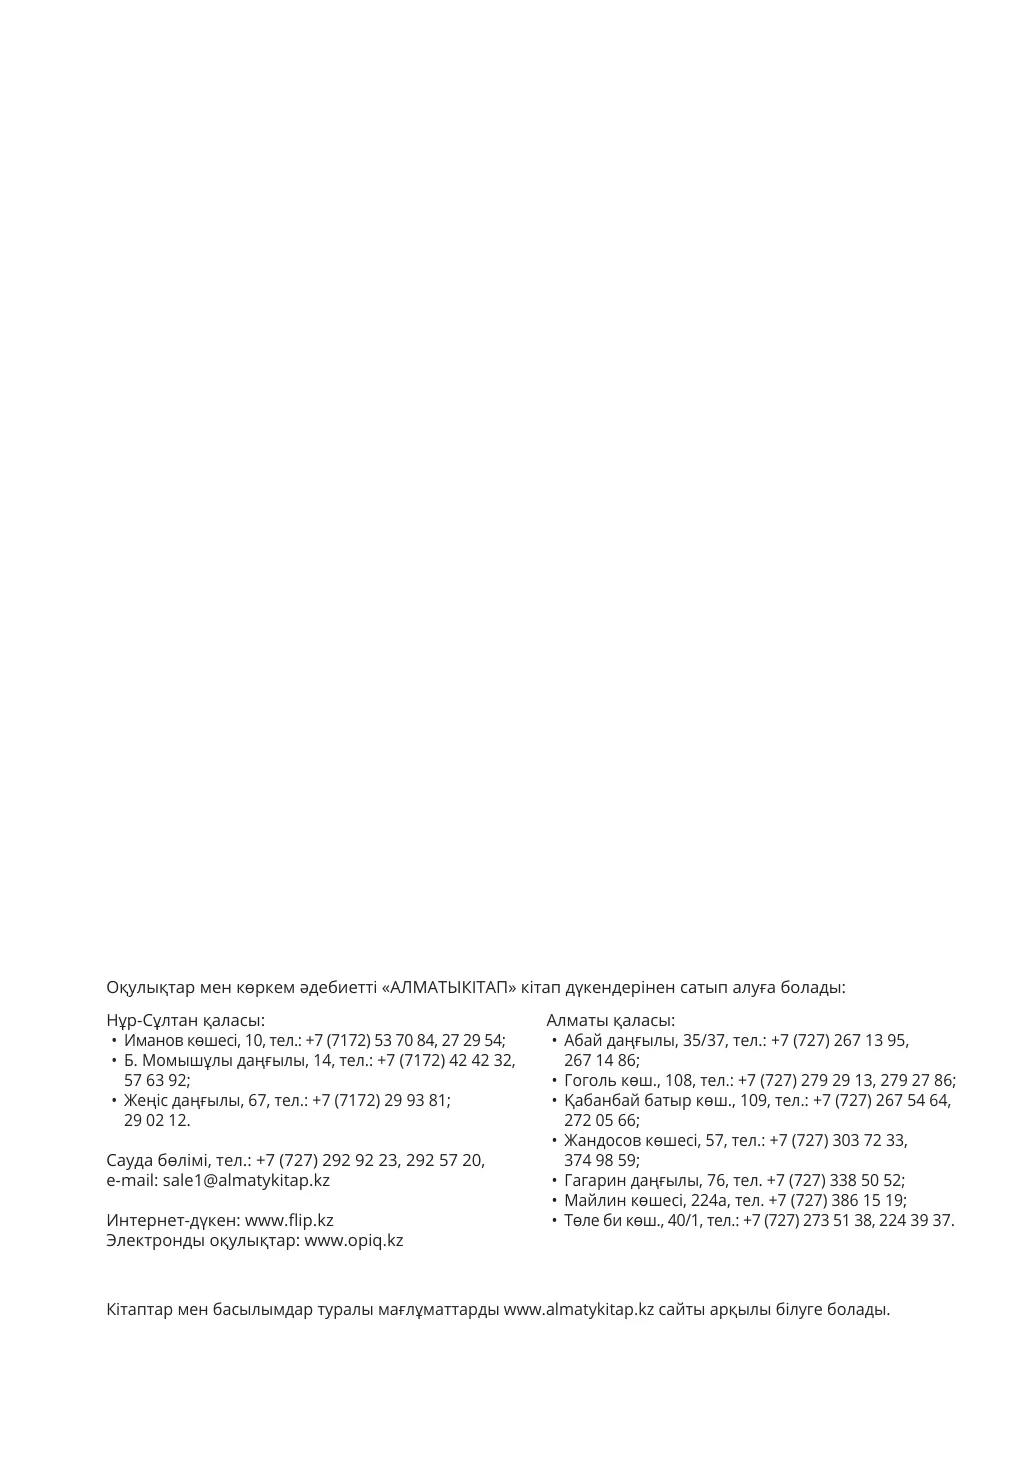 Оқулықтар мен көркем әдебиетті «АЛМАТЫКІТАП» кітап дүкендерінен сатып алуға болады:
Нұр-Сұлтан қаласы:
• Иманов көшесі, 10, тел.: +7 (7172) 53 70 84, 27 29 54;
• Б. Момышұлы даңғылы, 14, тел.: +7 (7172) 42 42 32,
57 63 92;
• Жеңіс даңғылы, 67, тел.: +7 (7172) 29 93 81;
29 02 12.
Сауда бөлімі, тел.: +7 (727) 292 92 23, 292 57 20,
e-mail: sale1@almatykitap.kz
Интернет-дүкен: www.flip.kz
Электронды оқулықтар: www.opiq.kz
Алматы қаласы:
• Абай даңғылы, 35/37, тел.: +7 (727) 267 13 95,
267 14 86;
• Гоголь көш., 108, тел.: +7 (727) 279 29 13, 279 27 86;
• Қабанбай батыр көш., 109, тел.: +7 (727) 267 54 64,
272 05 66;
• Жандосов көшесі, 57, тел.: +7 (727) 303 72 33,
374 98 59;
• Гагарин даңғылы, 76, тел. +7 (727) 338 50 52;
• Майлин көшесі, 224а, тел. +7 (727) 386 15 19;
• Төле би көш., 40/1, тел.: +7 (727) 273 51 38, 224 39 37.
Кітаптар мен басылымдар туралы мағлұматтарды www.almatykitap.kz сайты арқылы білуге болады.